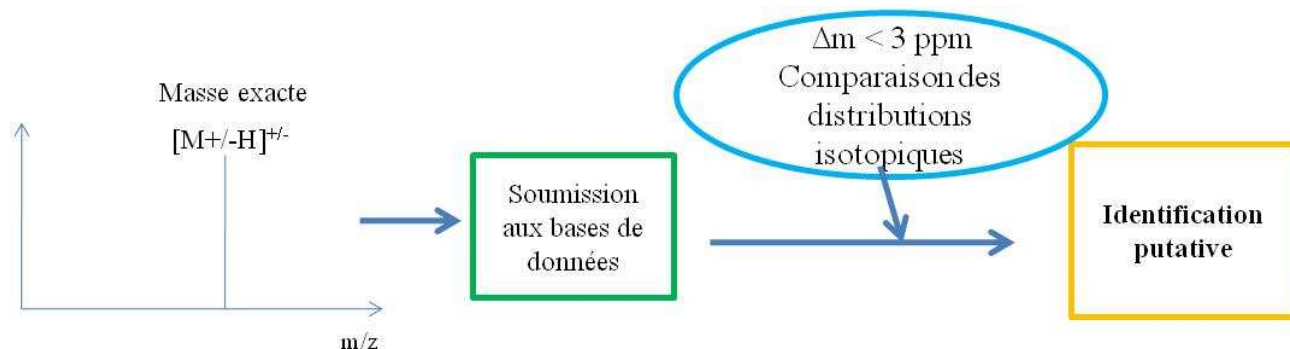 Masse exacte
[M+/-H]+/-
m/z
Soumission
aux bases de
données
Δm < 3 ppm
Comparaison des
distributions
isotopiques
Identification
putative